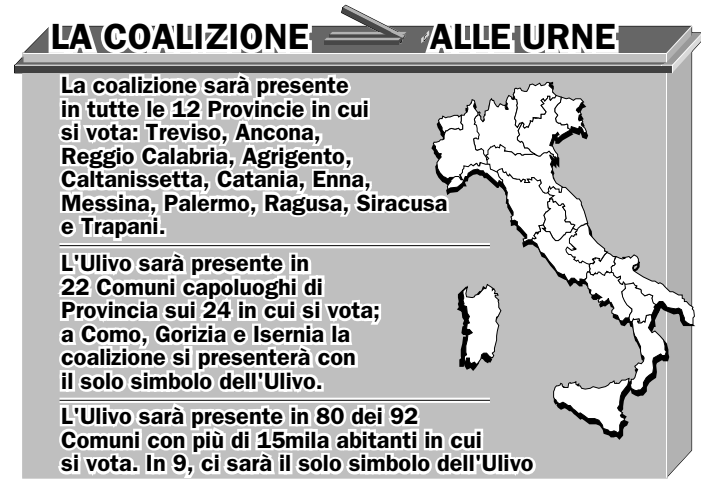 LA COALIZIONE ALLE URNE
La coalizione sarà presente
in tutte le 12 Provincie in cui
si vota: Treviso, Ancona,
Reggio Calabria, Agrigento,
Caltanissetta, Catania, Enna,
Messina, Palermo, Ragusa, Siracusa
e Trapani.
L'Ulivo sarà presente in
22 Comuni capoluoghi di
Provincia sui 24 in cui si vota;
a Como, Gorizia e Isernia la
coalizione si presenterà con
il solo simbolo dell'Ulivo.
L'Ulivo sarà presente in 80 dei 92
Comuni con più di 15mila abitanti in cui
si vota. In 9, ci sarà il solo simbolo dell'Ulivo